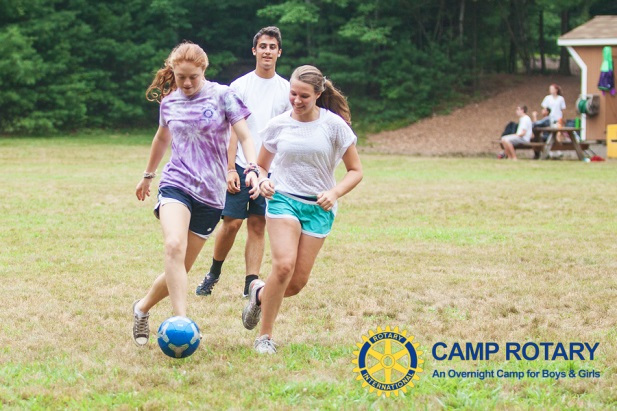 ROTARY
INTERNATIONAL
CAMP ROTARY
An Overnight Camp for Boys & Girls